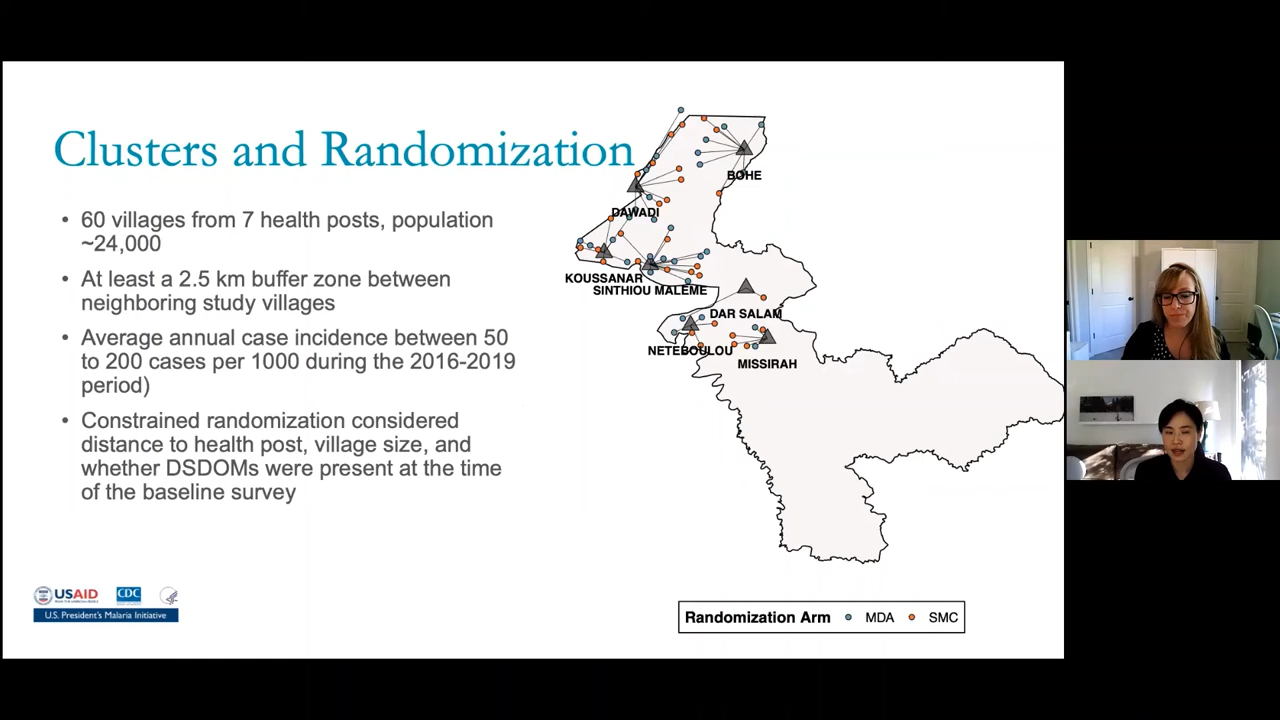 Clusters and Randomization
• 60 villages from 7 health posts, population
~24,000
• At least a 2.5 km buffer zone between
neighboring study villages
• Average annual case incidence between 50
to 200 cases per 1000 during the 2016-2019
period)
• Constrained randomization considered
distance to health post, village size, and
whether DSDOMs were present at the time
of the baseline survey
BOHE
DAWADI
KOUSSANAR
SINTHIOU MALEME
DAR SALAM
NETEBOULOU
MISSIRAH
USAID
CDC
U.S. President's Malaria Initiative
Randomization Arm MDA SMC